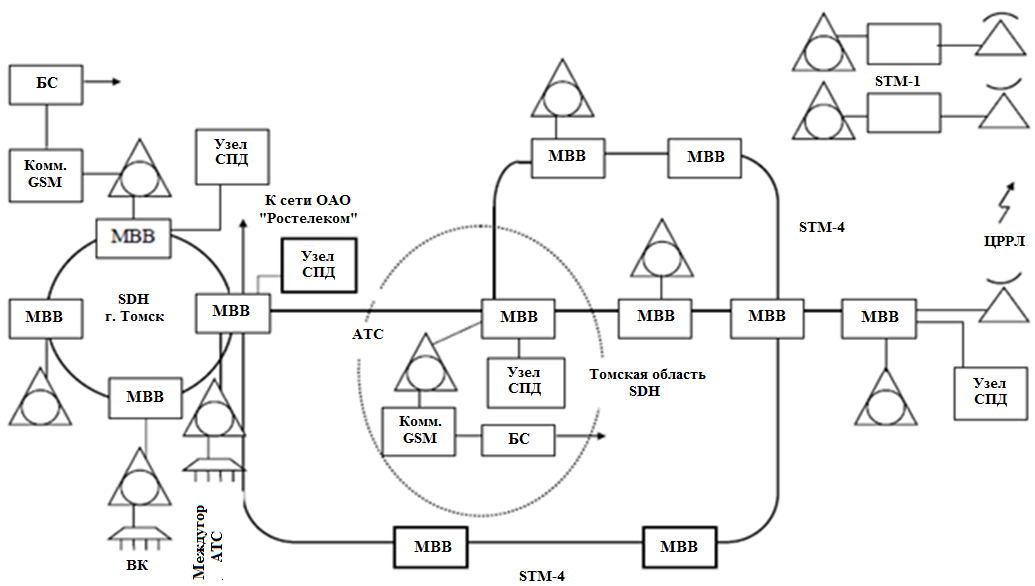 STM-1
БС
Узел
СПД
Комм.
GSM
МВВ
МВВ
К сети ОАО
"Ростелеком"
STM-4
МВВ
ЦРРЛ
Узел
СПД
SDH
г. Томск
МВВ
МВВ
МВВ
МВВ
МВВ
МВВ
АТС
Узел
СПД
Томская область
SDH
Узел
СПД
МВВ
Комм.
GSM
БС
Междугор
АТС
МВВ
МВВ
ВК
STM-4